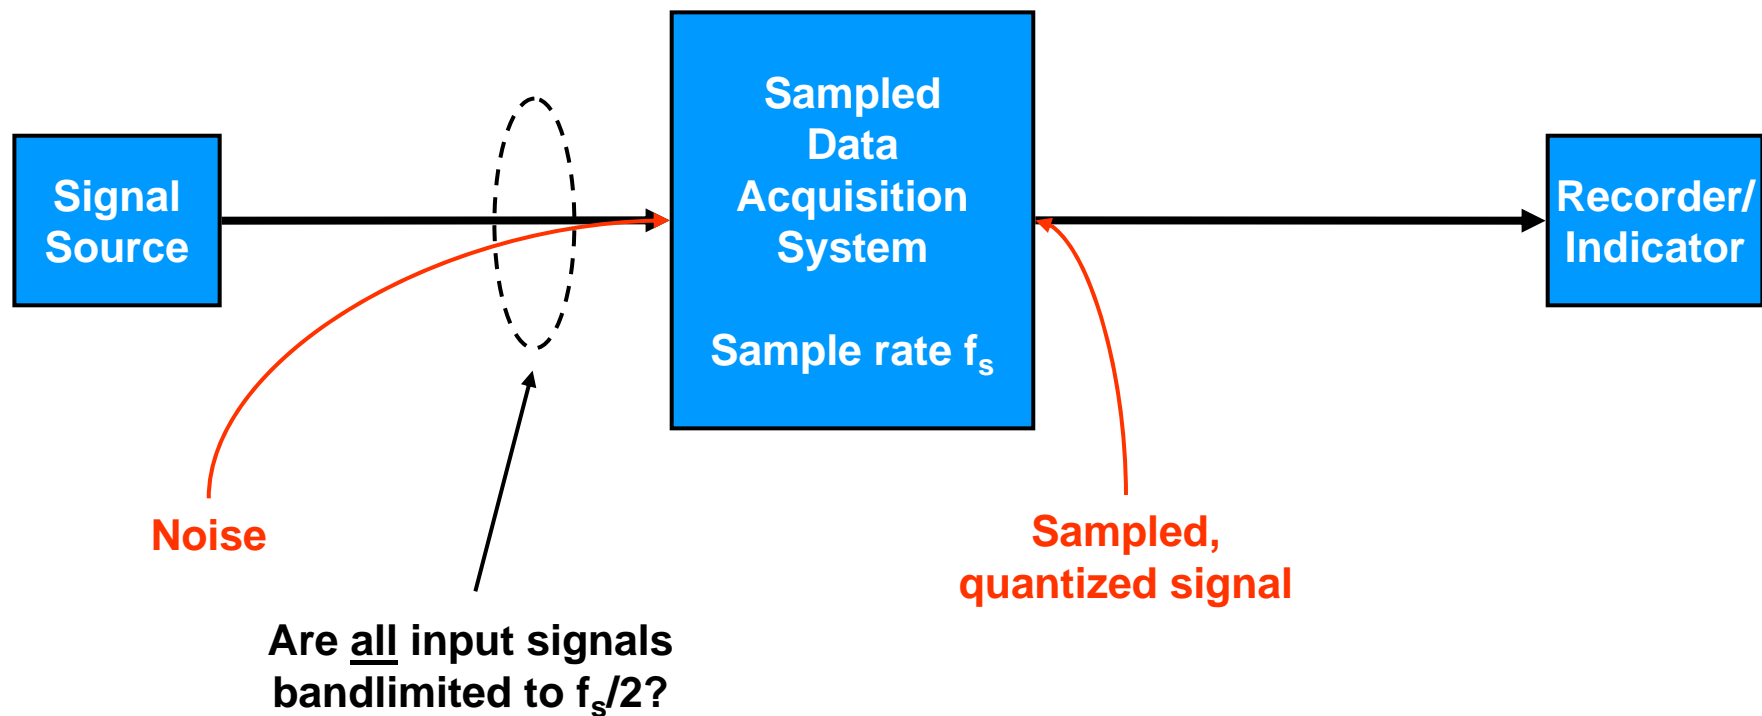 Signal
Source
Sampled
Data
Acquisition
System
Sample rate fs
Recorder/
Indicator
Noise
Sampled,
quantized signal
Are all input signals
bandlimited to fs/2?